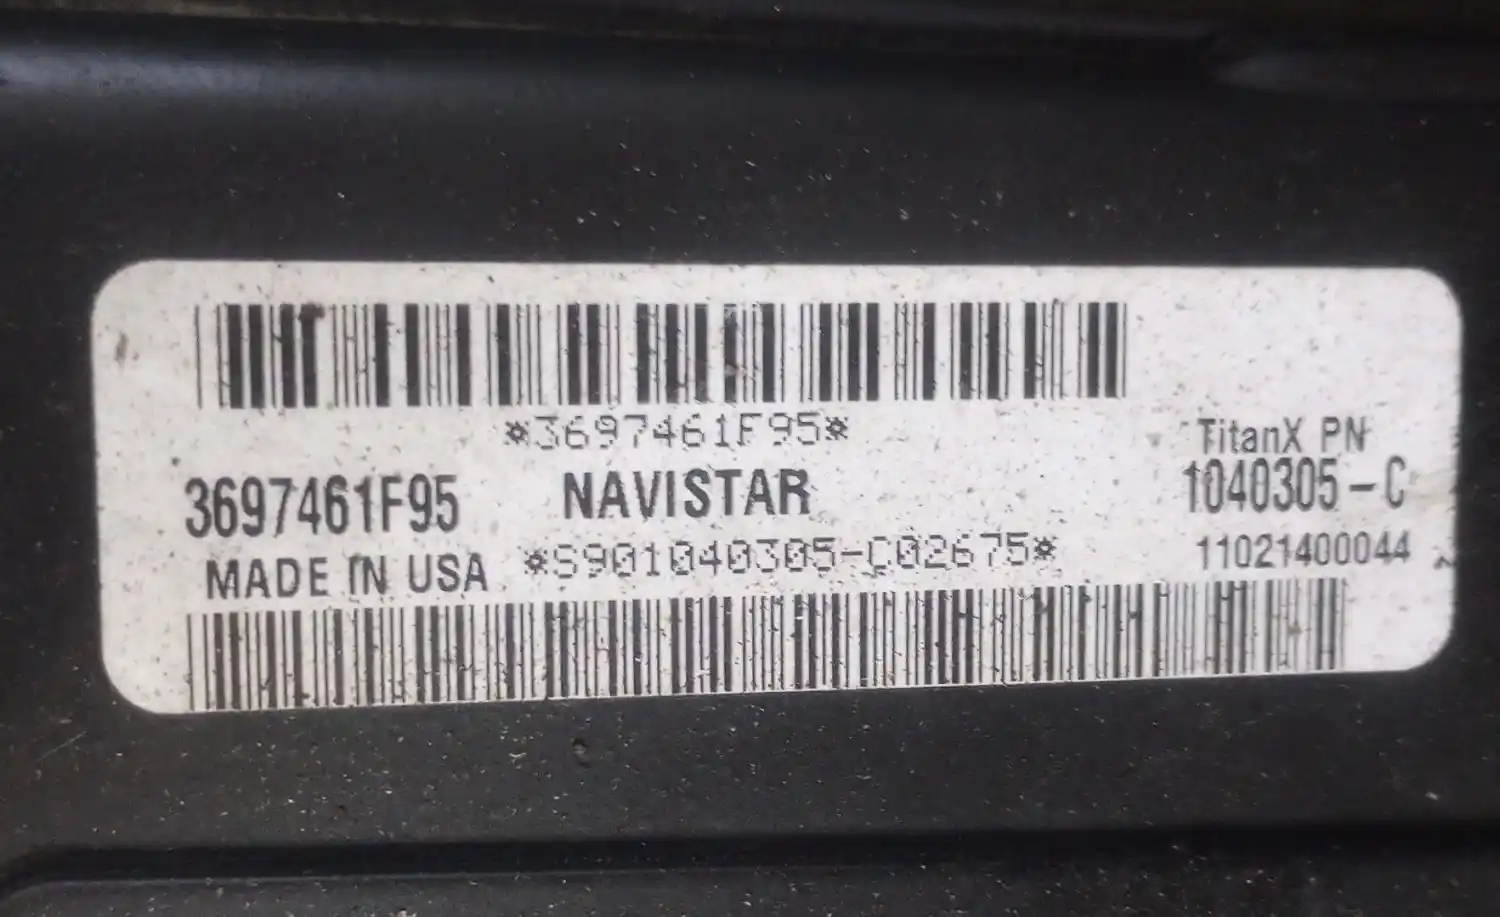 *3697461F95*
TitanX PN
3697461F95 NAVISTAR 1040305-C
MADE IN USA *S901040305-C02675* 11021400044